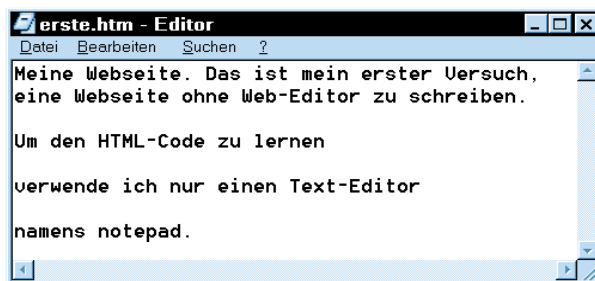 erste.htm - Editor
Datei Bearbeiten Suchen ?
Meine Webseite. Das ist mein erster Versuch,
eine Webseite ohne Web-Editor zu schreiben.
Um den HTML-Code zu lernen
verwende ich nur einen Text-Editor
namens notepad.